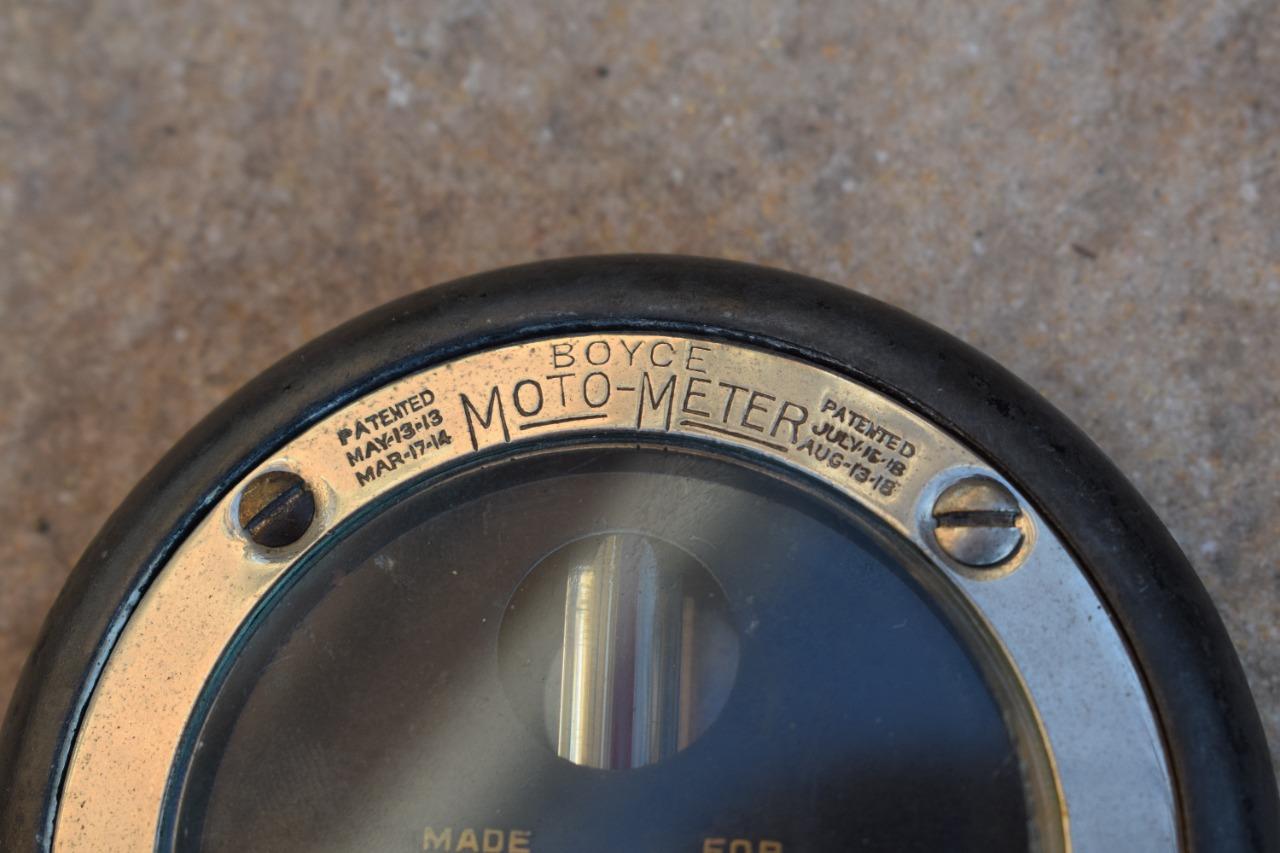 BOYCE
MOTO-METER
PATENTED
MAY-13-13
MAR-17-14
PATENTED
JULY-16-18
AUG-13-18
MADE FOR